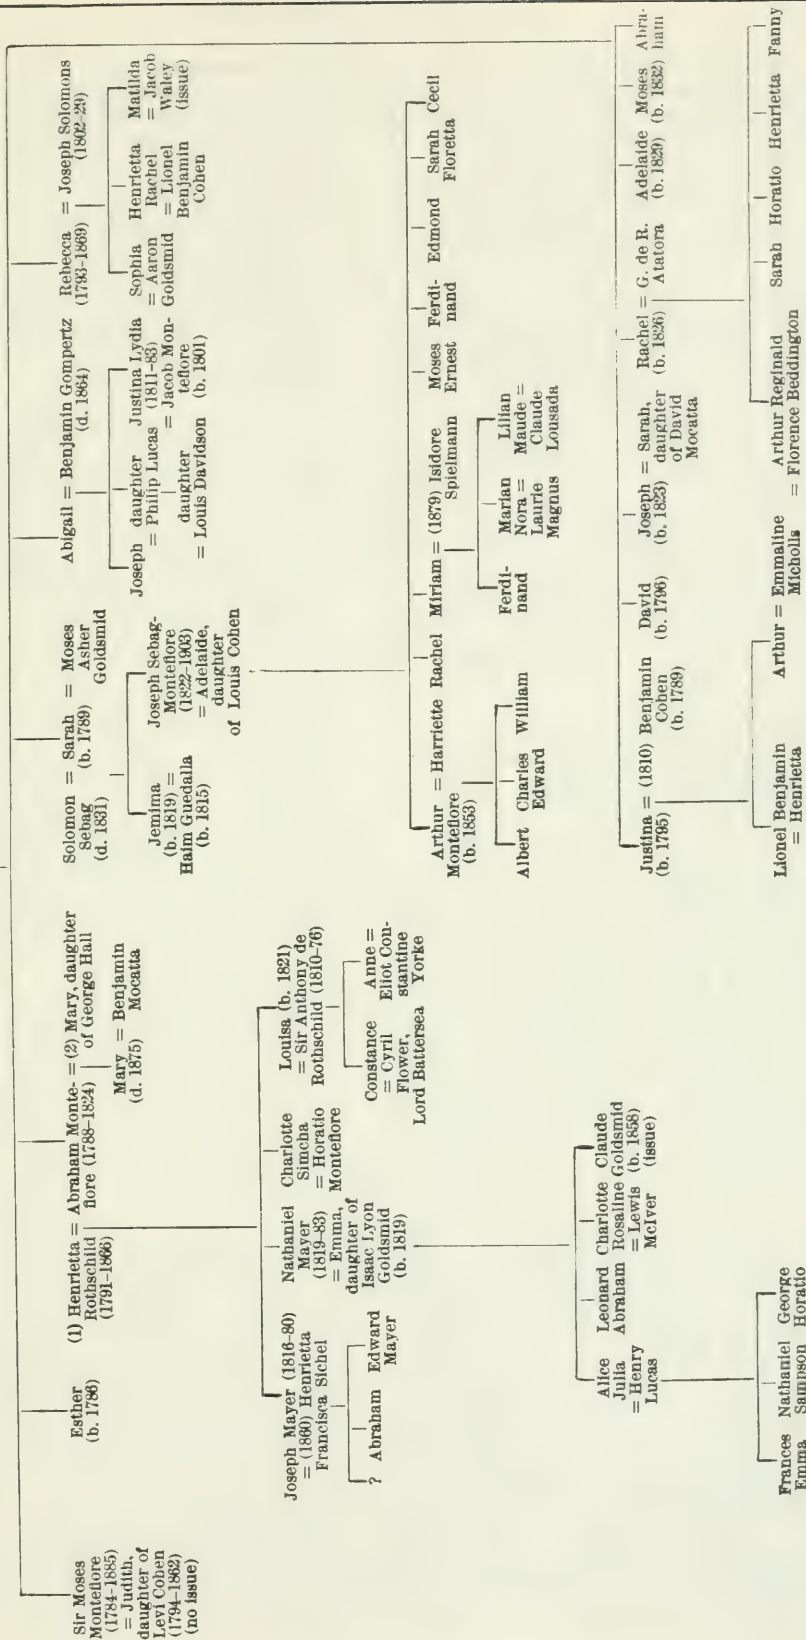 Sir Moses
Montefiore
(1784-1885)
= Judith,
daughter of
Levi Cohen
(1794-1862)
(no issue)
Esther
(b. 1786)
(1) Henrietta = Abraham Monte- = (2) Mary, daughter
Rothschild fiore (1788-1824) of George Hall
(1791-1866)
Mary = Benjamin
(d. 1875) Mocatta
Solomon = Sarah = Moses
Sebag (b. 1789) Asher
(d. 1831) Goldsmid
Abigail = Benjamin Gompertz
(d. 1864)
Rebecca = Joseph Solomons
(1793-1869) (1802-29)
Joseph Mayer (1816-80)
= (1860) Henrietta
Francisca Sichel
? Abraham Edward
Mayer
Nathaniel
Mayer
(1819-83)
= Emma,
daughter of
Isaac Lyon
Goldsmid
(b. 1819)
Charlotte
Simcha
= Horatio
Montefiore
Louisa (b. 1821)
= Sir Anthony de
Rothschild (1810-76)
Constance
= Cyril
Flower,
Lord Battersea
Anne =
Eliot Con-
stantine
Yorke
Jemima
(b. 1819) =
Haim Guedalla
(b. 1815)
Joseph Sebag-
Montefiore
(1822-1903)
= Adelaide,
daughter
of Louis Cohen
Joseph
daughter
= Philip Lucas
daughter
= Louis Davidson
Justina Lydia
(1811-83)
= Jacob Mon-
tefiore
(b. 1801)
Sophia
= Aaron
Goldsmid
Henrietta
Rachel
= Lionel
Benjamin
Cohen
Matilda
= Jacob
Waley
(issue)
Alice
Julia
= Henry
Lucas
Leonard
Abraham
Charlotte
Rosaline
= Lewis
McIver
Claude
Goldsmid
(b. 1858)
(issue)
Frances
Emma
Nathaniel
Sampson
George
Horatio
Arthur = Harriette
Montefiore
(b. 1853)
Rachel
Miriam = (1879) Isidore
Spielmann
Moses
Ernest
Ferdi-
nand
Edmond
Sarah
Floretta
Cecil
Albert
Charles
Edward
William
Ferdi-
nand
Marian
Nora =
Laurie
Magnus
Lilian
Maude =
Claude
Lousada
Justina = (1810) Benjamin
(b. 1795) Cohen
(b. 1789)
David
(b. 1796)
Joseph = Sarah,
(b. 1823) daughter
of David
Mocatta
Rachel = G. de R.
(b. 1826) Atatora
Adelaide
(b. 1829)
Moses
(b. 1832)
Abra-
ham
Lionel Benjamin
= Henrietta
Arthur = Emmaline
Micholls
Arthur Reginald
= Florence Beddington
Sarah
Horatio
Henrietta
Fanny